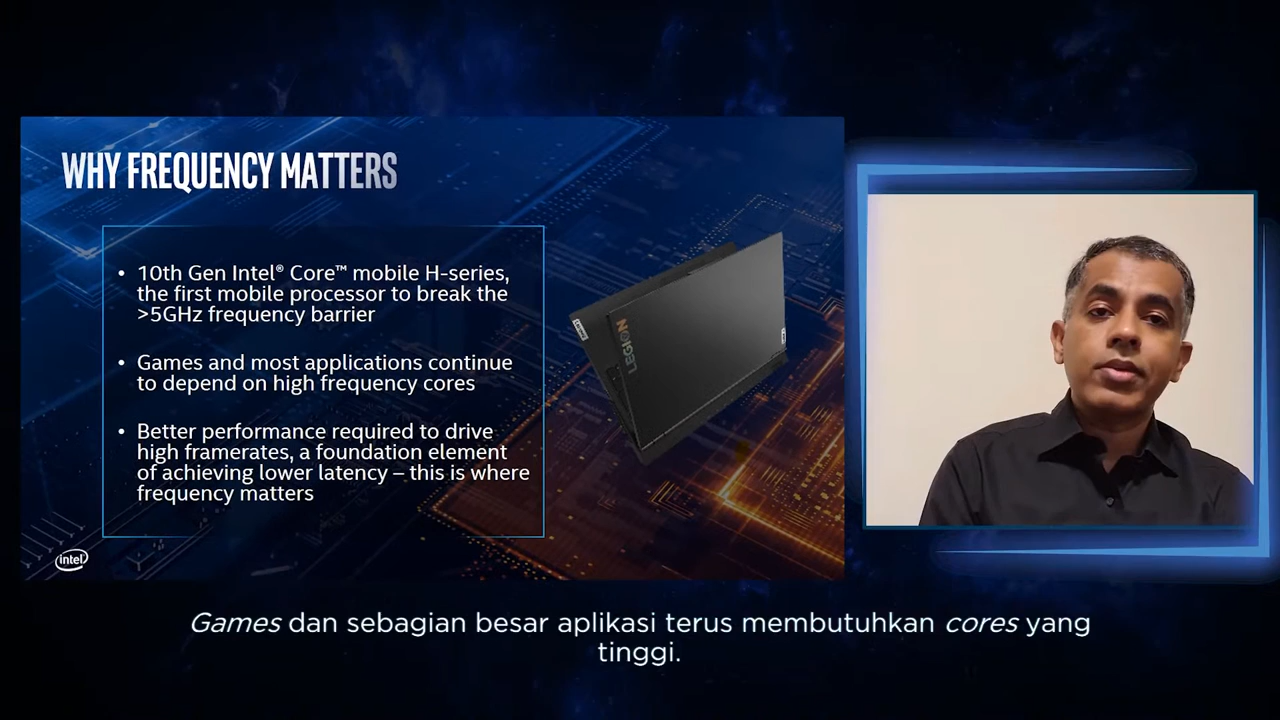 WHY FREQUENCY MATTERS
• 10th Gen Intel® Core™ mobile H-series,
the first mobile processor to break the
>5GHz frequency barrier
• Games and most applications continue
to depend on high frequency cores
• Better performance required to drive
high framerates, a foundation element
of achieving lower latency – this is where
frequency matters
LEGION
intel
Games dan sebagian besar aplikasi terus membutuhkan cores yang
tinggi.